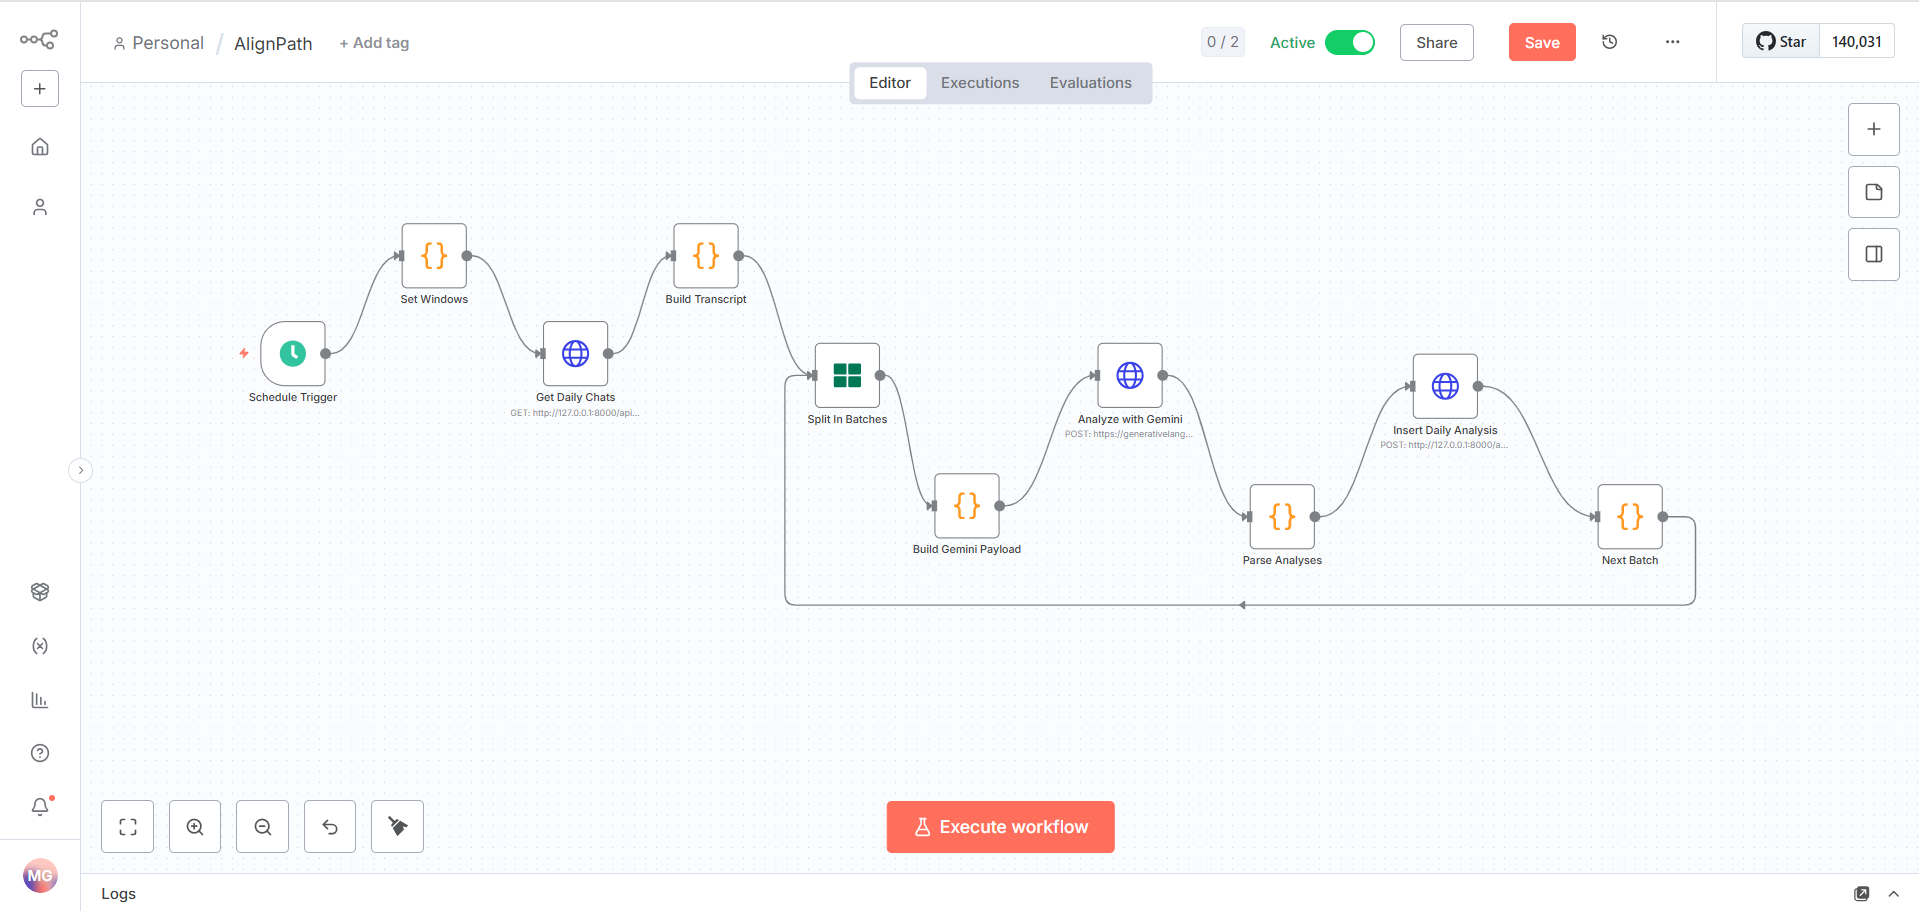 Personal / AlignPath + Add tag
0 / 2
Active
Share
Save
Star 140,031
Editor Executions Evaluations
Set Windows
Build Transcript
Schedule Trigger
Get Daily Chats
GET: http://127.0.0.1:8000/api...
Split In Batches
Analyze with Gemini
POST: https://generativelang...
Insert Daily Analysis
POST: http://127.0.0.1:8000/a...
Build Gemini Payload
Parse Analyses
Next Batch
Execute workflow
MG
Logs